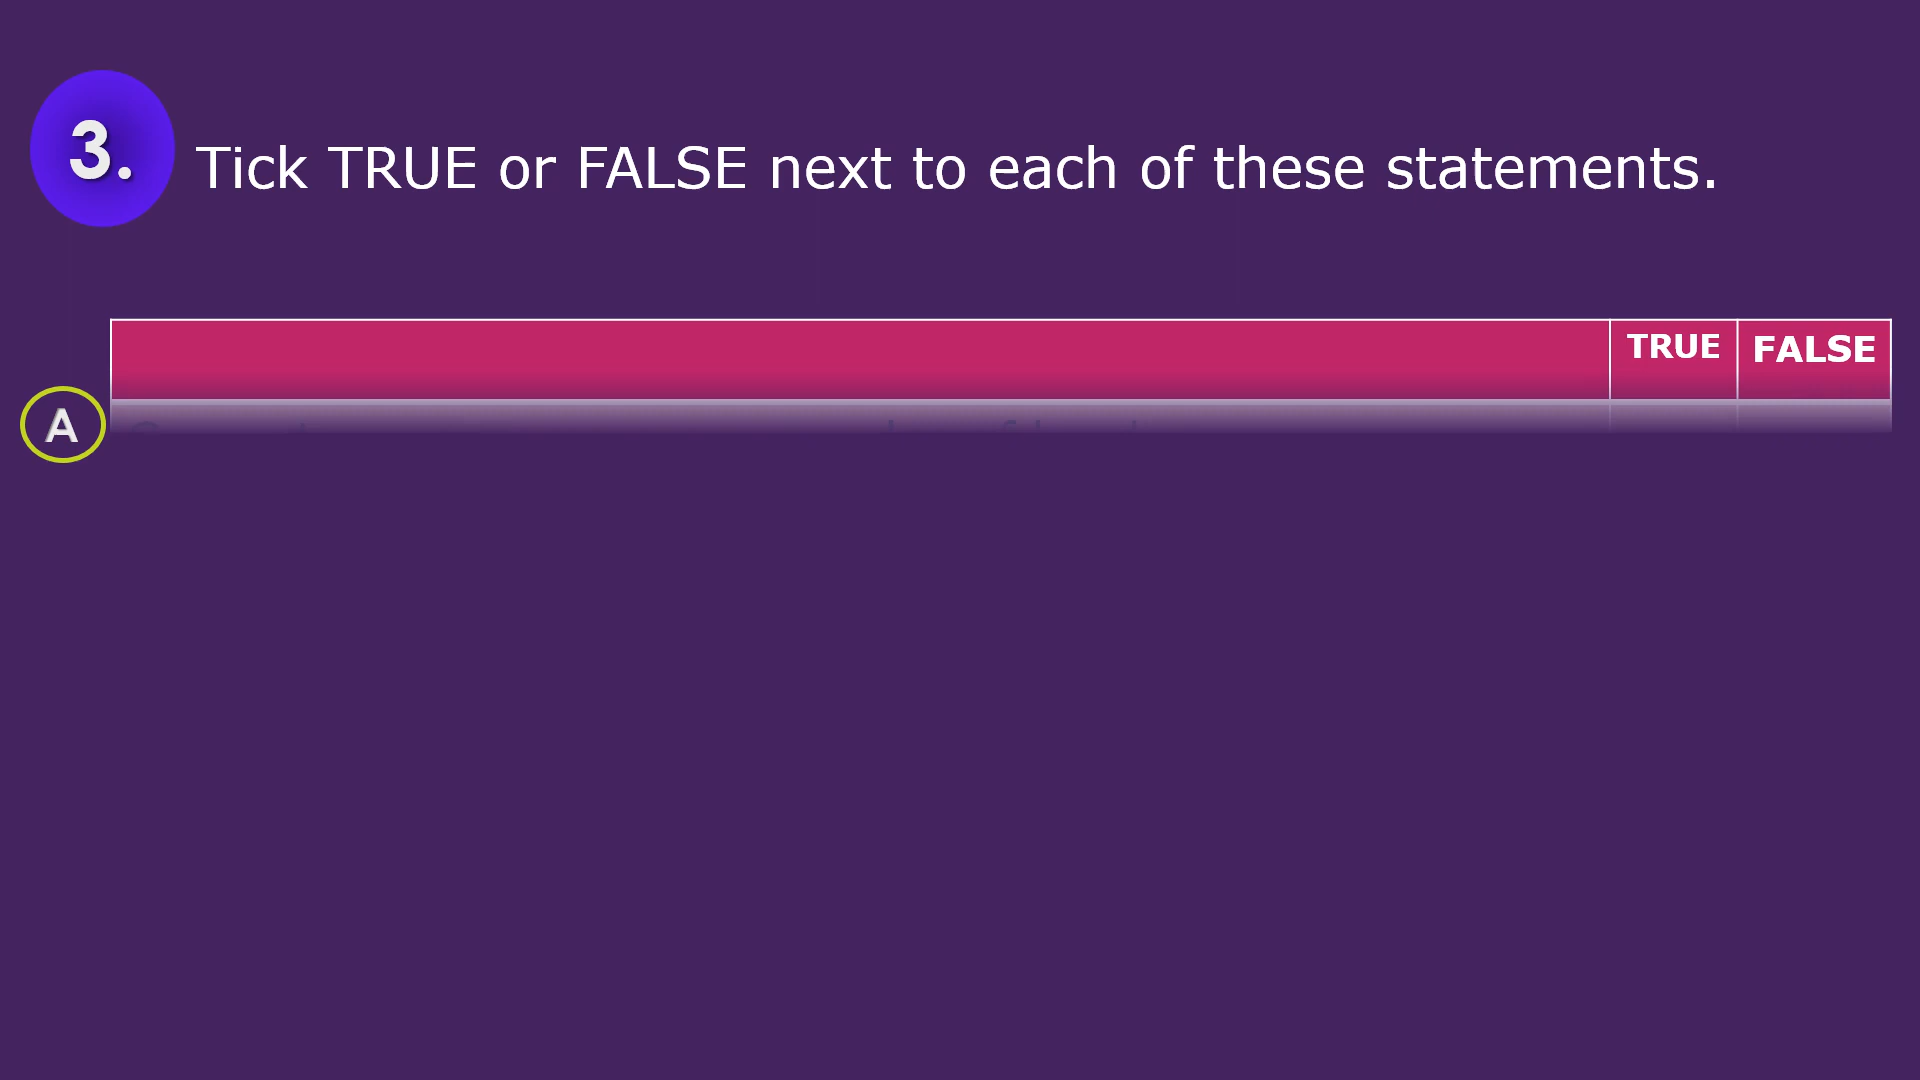 3.
Tick TRUE or FALSE next to each of these statements.
TRUE FALSE
A